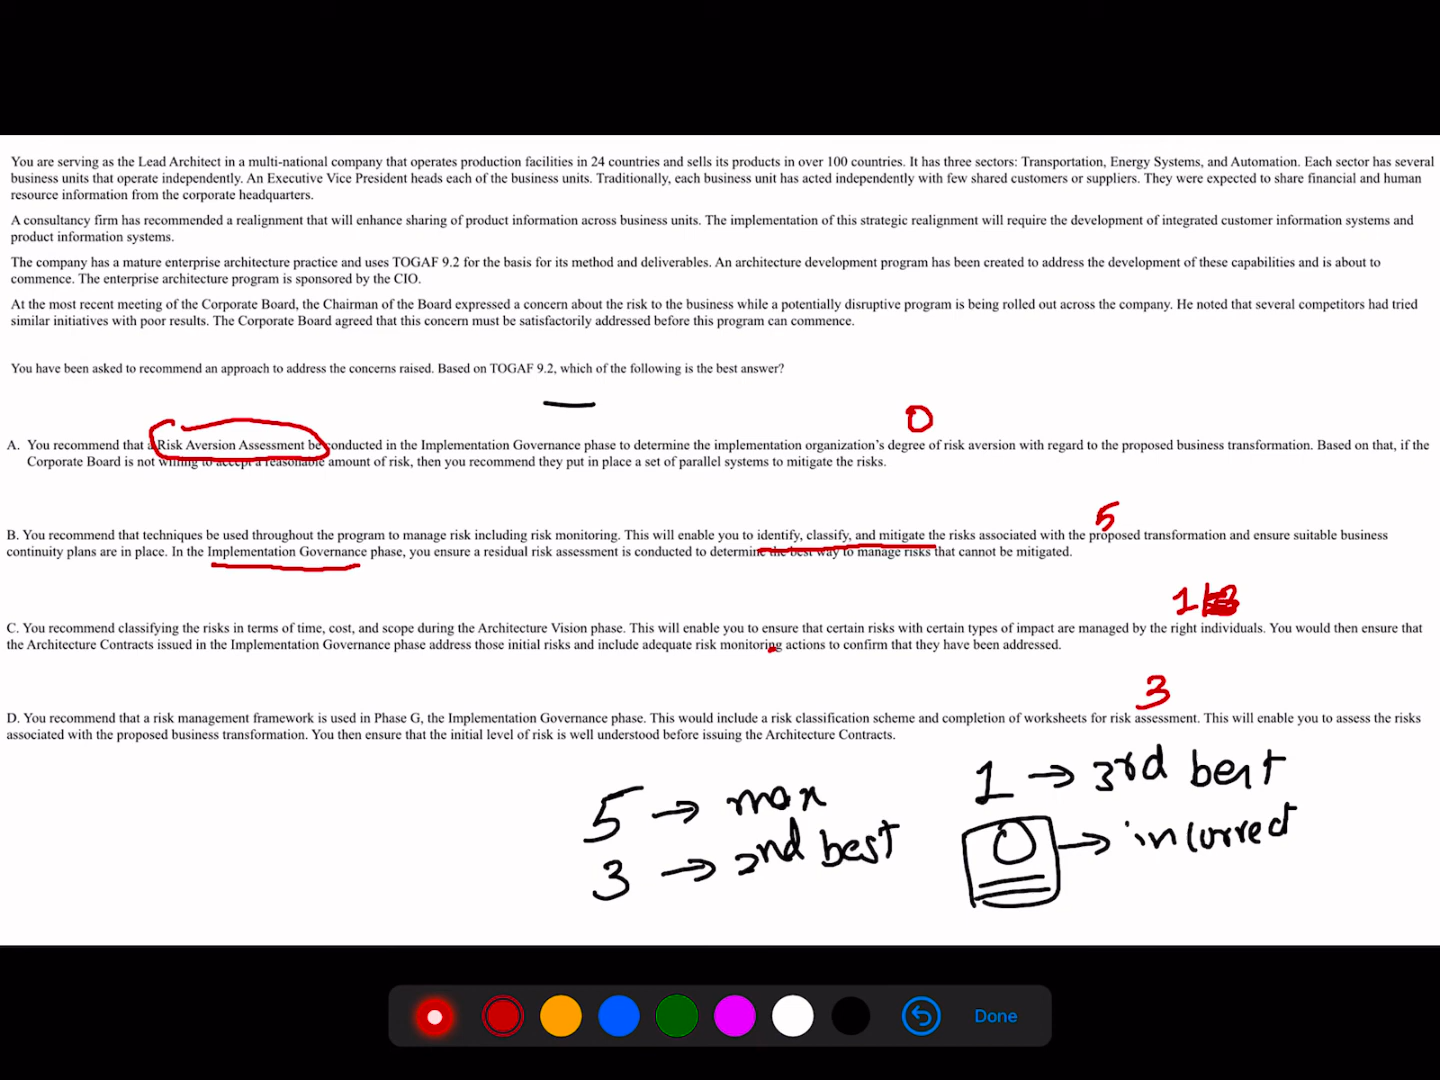 You are serving as the Lead Architect in a multi-national company that operates production facilities in 24 countries and sells its products in over 100 countries. It has three sectors: Transportation, Energy Systems, and Automation. Each sector has several
business units that operate independently. An Executive Vice President heads each of the business units. Traditionally, each business unit has acted independently with few shared customers or suppliers. They were expected to share financial and human
resource information from the corporate headquarters.
A consultancy firm has recommended a realignment that will enhance sharing of product information across business units. The implementation of this strategic realignment will require the development of integrated customer information systems and
product information systems.
The company has a mature enterprise architecture practice and uses TOGAF 9.2 for the basis for its method and deliverables. An architecture development program has been created to address the development of these capabilities and is about to
commence. The enterprise architecture program is sponsored by the CIO.
At the most recent meeting of the Corporate Board, the Chairman of the Board expressed a concern about the risk to the business while a potentially disruptive program is being rolled out across the company. He noted that several competitors had tried
similar initiatives with poor results. The Corporate Board agreed that this concern must be satisfactorily addressed before this program can commence.
You have been asked to recommend an approach to address the concerns raised. Based on TOGAF 9.2, which of the following is the best answer?
0
A. You recommend that a Risk Aversion Assessment be conducted in the Implementation Governance phase to determine the implementation organization's degree of risk aversion with regard to the proposed business transformation. Based on that, if the
Corporate Board is not willing to accept a reasonable amount of risk, then you recommend they put in place a set of parallel systems to mitigate the risks.
5
B. You recommend that techniques be used throughout the program to manage risk including risk monitoring. This will enable you to identify, classify, and mitigate the risks associated with the proposed transformation and ensure suitable business
continuity plans are in place. In the Implementation Governance phase, you ensure a residual risk assessment is conducted to determine the best way to manage risks that cannot be mitigated.
1
C. You recommend classifying the risks in terms of time, cost, and scope during the Architecture Vision phase. This will enable you to ensure that certain risks with certain types of impact are managed by the right individuals. You would then ensure that
the Architecture Contracts issued in the Implementation Governance phase address those initial risks and include adequate risk monitoring actions to confirm that they have been addressed.
3
D. You recommend that a risk management framework is used in Phase G, the Implementation Governance phase. This would include a risk classification scheme and completion of worksheets for risk assessment. This will enable you to assess the risks
associated with the proposed business transformation. You then ensure that the initial level of risk is well understood before issuing the Architecture Contracts.
5 → max
3 → 2nd best
1 → 3rd best
0 → incorrect
Done